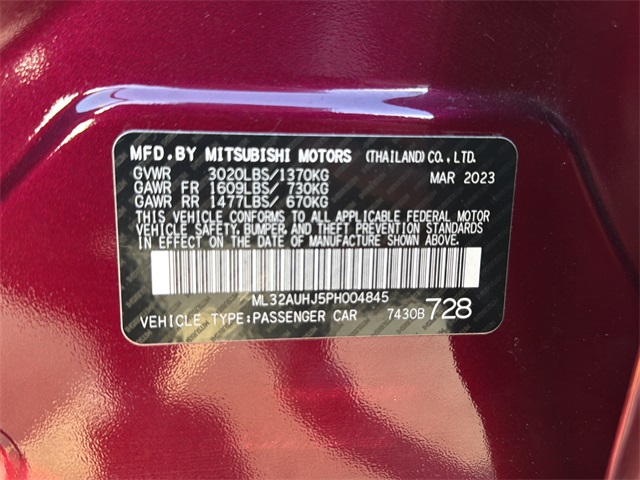 MFD.BY MITSUBISHI MOTORS (THAILAND)CO.,LTD.
GVWR 3020LBS/1370KG MAR 2023
GAWR FR 1609LBS/ 730KG
GAWR RR 1477LBS/ 670KG
THIS VEHICLE CONFORMS TO ALL APPLICABLE FEDERAL MOTOR
VEHICLE SAFETY, BUMPER, AND THEFT PREVENTION STANDARDS
IN EFFECT ON THE DATE OF MANUFACTURE SHOWN ABOVE.
ML32AUHJ5PH004845
VEHICLE TYPE:PASSENGER CAR 7430B 728